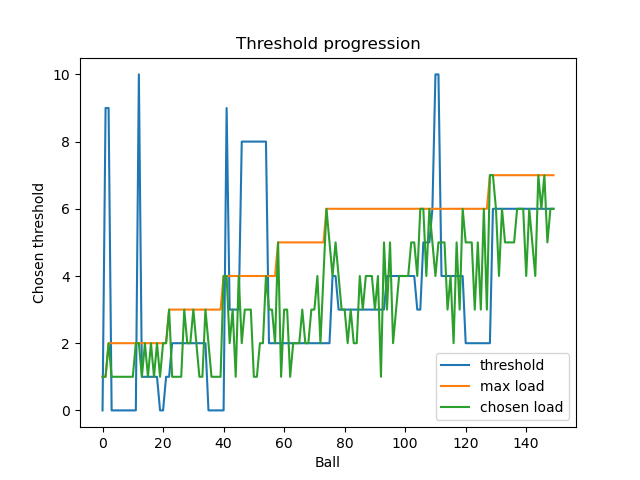 Threshold progression
10
8
6
4
2
0
Chosen threshold
0 20 40 60 80 100 120 140
Ball
threshold
max load
chosen load